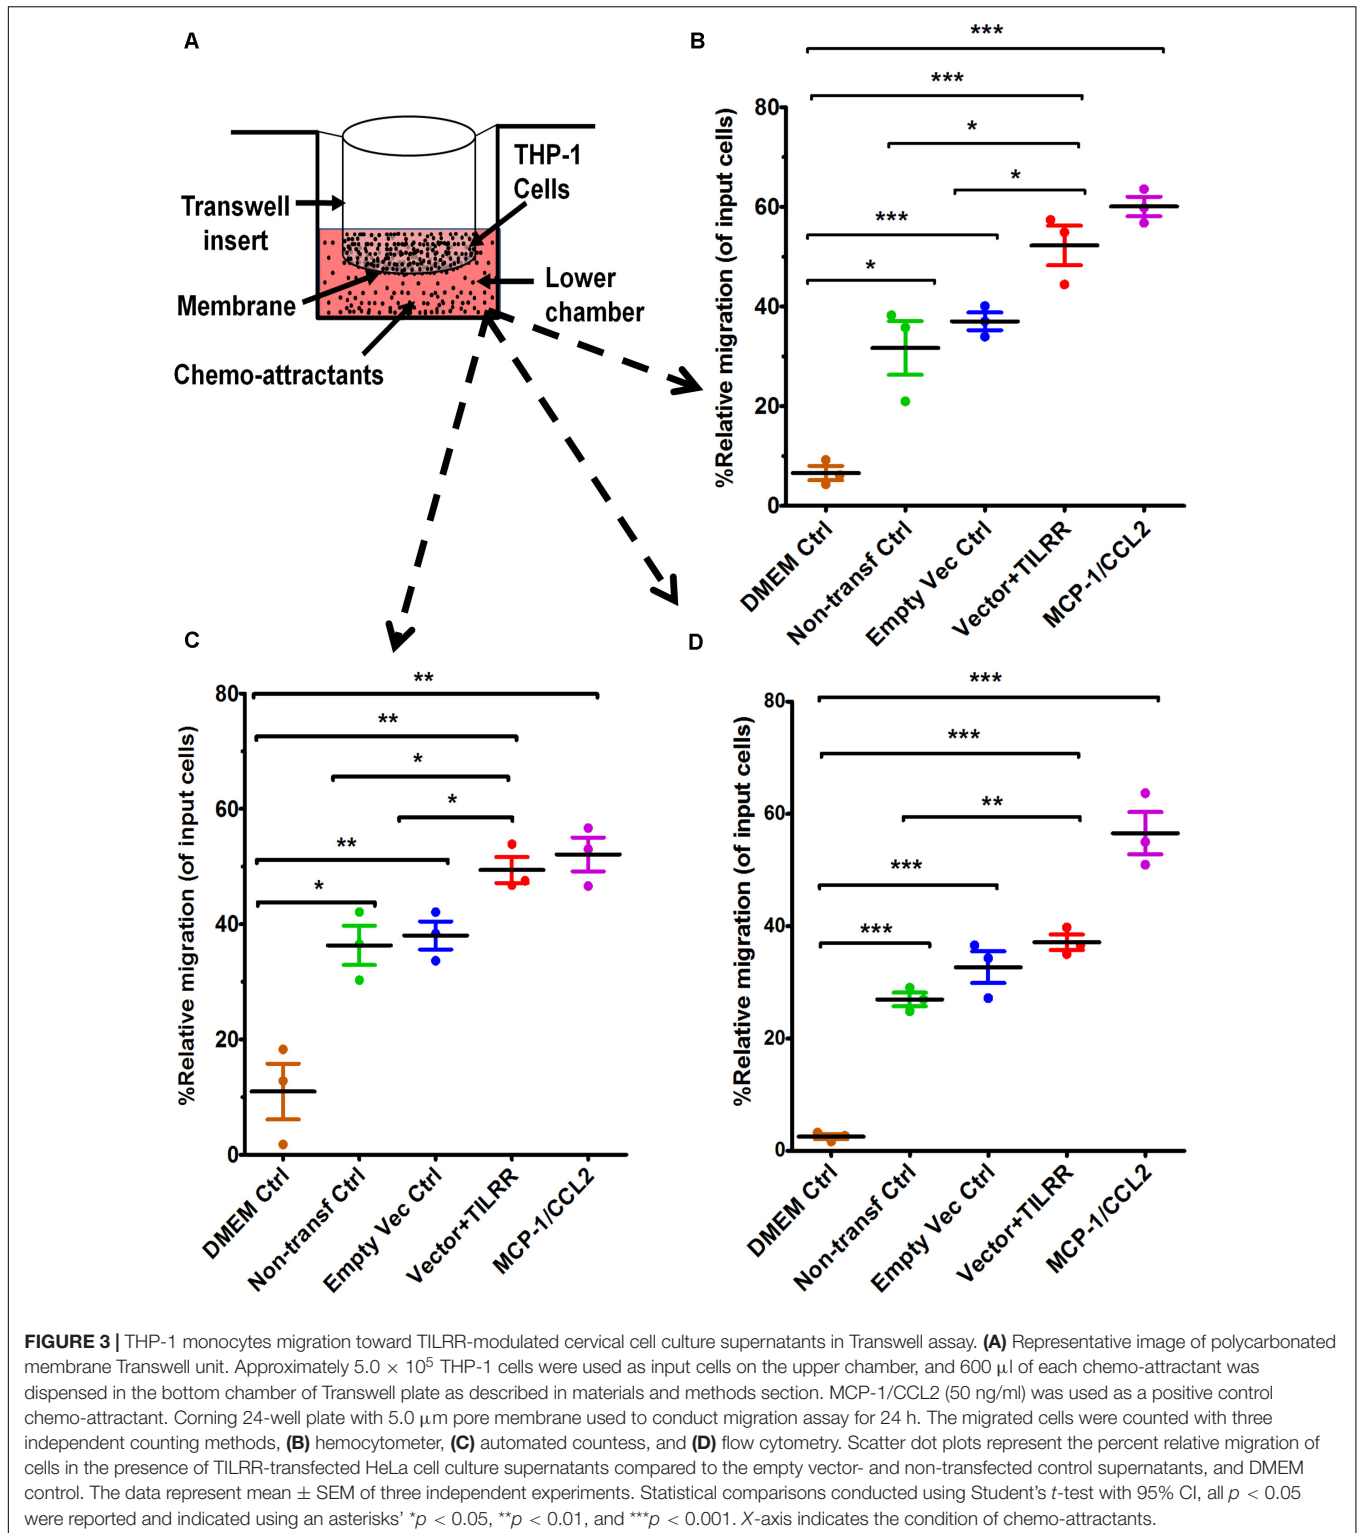 A
Transwell
insert
Membrane
Chemo-attractants
THP-1
Cells
Lower
chamber
B
%Relative migration (of input cells)
80
60
40
20
0
***
***
*
*
***
*
DMEM Ctrl
Non-transf Ctrl
Empty Vec Ctrl
Vector+TILRR
MCP-1/CCL2
C
%Relative migration (of input cells)
80
60
40
20
0
**
**
*
*
**
*
DMEM Ctrl
Non-transf Ctrl
Empty Vec Ctrl
Vector+TILRR
MCP-1/CCL2
D
%Relative migration (of input cells)
80
60
40
20
0
***
***
**
***
***
DMEM Ctrl
Non-transf Ctrl
Empty Vec Ctrl
Vector+TILRR
MCP-1/CCL2
FIGURE 3 | THP-1 monocytes migration toward TILRR-modulated cervical cell culture supernatants in Transwell assay. (A) Representative image of polycarbonated
membrane Transwell unit. Approximately 5.0 × 10⁵ THP-1 cells were used as input cells on the upper chamber, and 600 μl of each chemo-attractant was
dispensed in the bottom chamber of Transwell plate as described in materials and methods section. MCP-1/CCL2 (50 ng/ml) was used as a positive control
chemo-attractant. Corning 24-well plate with 5.0 μm pore membrane used to conduct migration assay for 24 h. The migrated cells were counted with three
independent counting methods, (B) hemocytometer, (C) automated countess, and (D) flow cytometry. Scatter dot plots represent the percent relative migration of
cells in the presence of TILRR-transfected HeLa cell culture supernatants compared to the empty vector- and non-transfected control supernatants, and DMEM
control. The data represent mean ± SEM of three independent experiments. Statistical comparisons conducted using Student's t-test with 95% CI, all p < 0.05
were reported and indicated using an asterisks' *p < 0.05, **p < 0.01, and ***p < 0.001. X-axis indicates the condition of chemo-attractants.